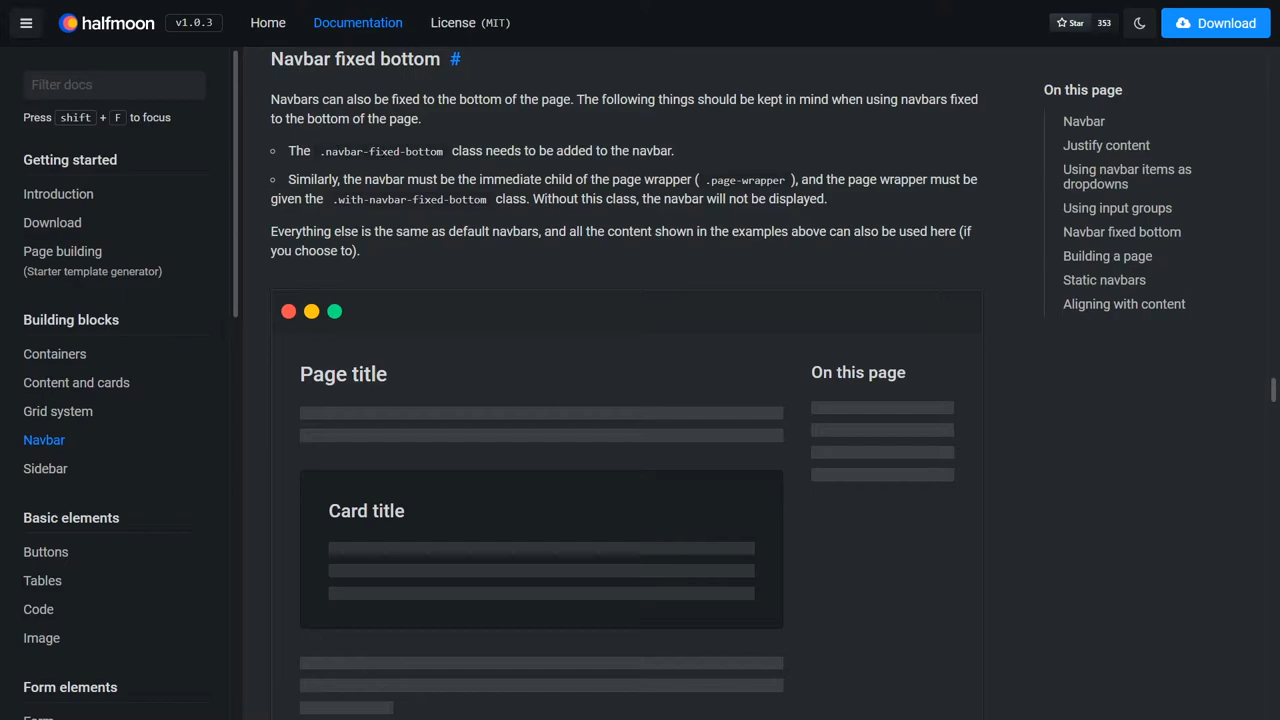 halfmoon v1.0.3 Home Documentation License (MIT) Star 353 Download
Filter docs
Press shift + F to focus
Getting started
Introduction
Download
Page building
(Starter template generator)
Building blocks
Containers
Content and cards
Grid system
Navbar
Sidebar
Basic elements
Buttons
Tables
Code
Image
Form elements
Navbar fixed bottom #
Navbars can also be fixed to the bottom of the page. The following things should be kept in mind when using navbars fixed
to the bottom of the page.
The .navbar-fixed-bottom class needs to be added to the navbar.
Similarly, the navbar must be the immediate child of the page wrapper ( .page-wrapper ), and the page wrapper must be
given the .with-navbar-fixed-bottom class. Without this class, the navbar will not be displayed.
Everything else is the same as default navbars, and all the content shown in the examples above can also be used here (if
you choose to).
Page title
Card title
On this page
On this page
Navbar
Justify content
Using navbar items as
dropdowns
Using input groups
Navbar fixed bottom
Building a page
Static navbars
Aligning with content